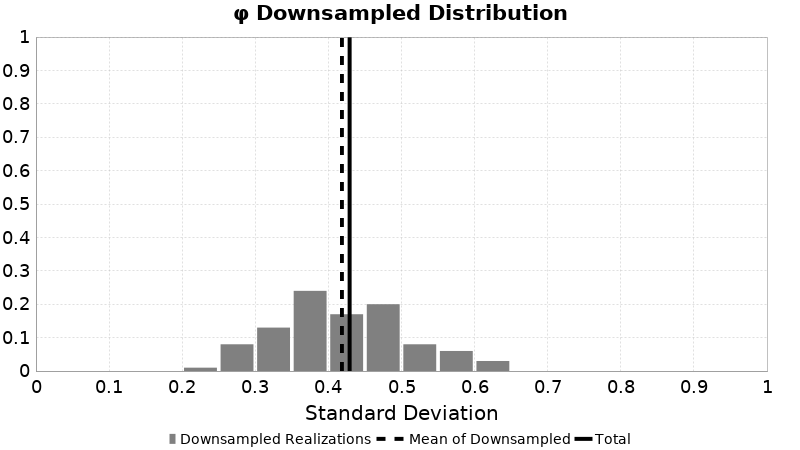 φ Downsampled Distribution
1
0.9
0.8
0.7
0.6
0.5
0.4
0.3
0.2
0.1
0
0 0.1 0.2 0.3 0.4 0.5 0.6 0.7 0.8 0.9 1
Standard Deviation
Downsampled Realizations Mean of Downsampled Total